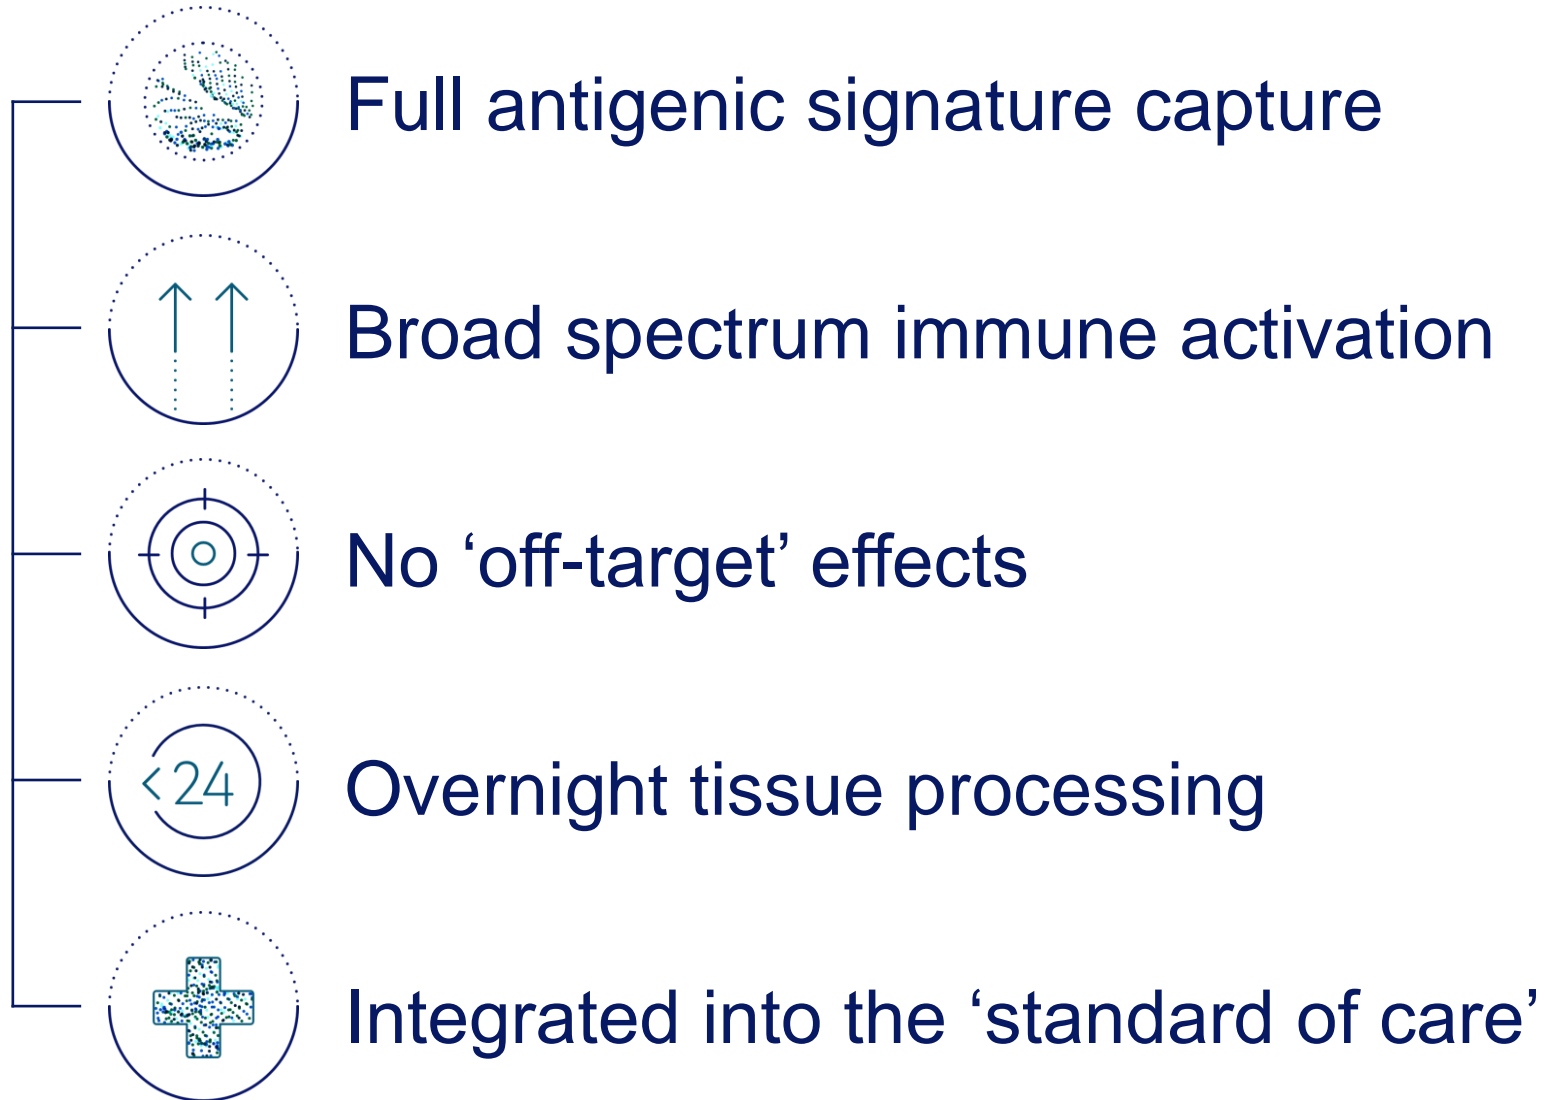 Full antigenic signature capture
Broad spectrum immune activation
No ‘off-target’ effects
<24
Overnight tissue processing
Integrated into the ‘standard of care’